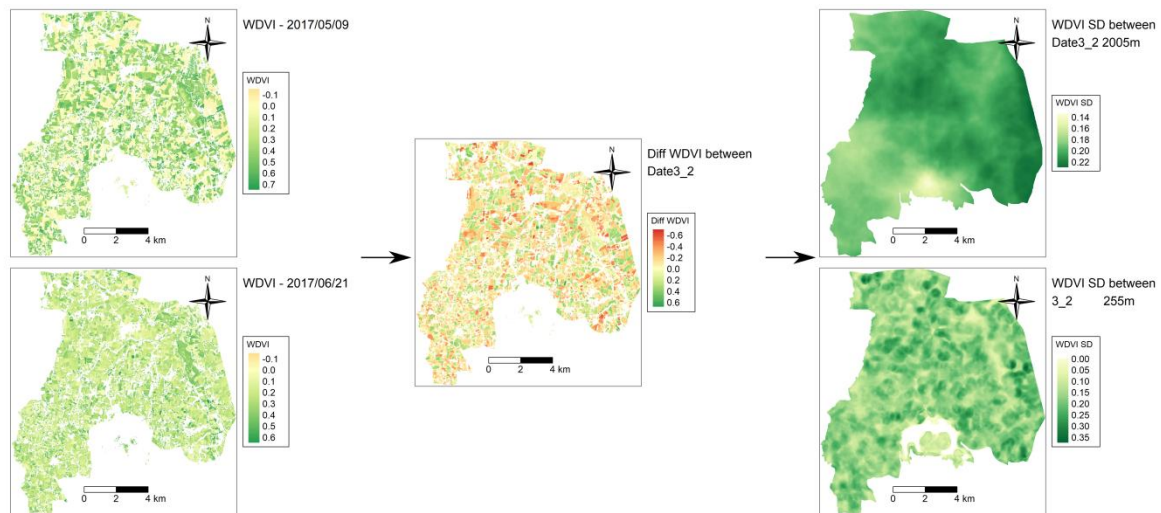 WDVI - 2017/05/09
N
WDVI
-0.1
0.0
0.1
0.2
0.3
0.4
0.5
0.6
0.7
0 2 4 km
WDVI - 2017/06/21
N
WDVI
-0.1
0.0
0.1
0.2
0.3
0.4
0.5
0.6
0 2 4 km
Diff WDVI between
Date3_2
N
Diff WDVI
-0.6
-0.4
-0.2
0.0
0.2
0.4
0.6
0 2 4 km
WDVI SD between
Date3_2 2005m
N
WDVI SD
0.14
0.16
0.18
0.20
0.22
0 2 4 km
WDVI SD between
3_2 255m
N
WDVI SD
0.00
0.05
0.10
0.15
0.20
0.25
0.30
0.35
0 2 4 km